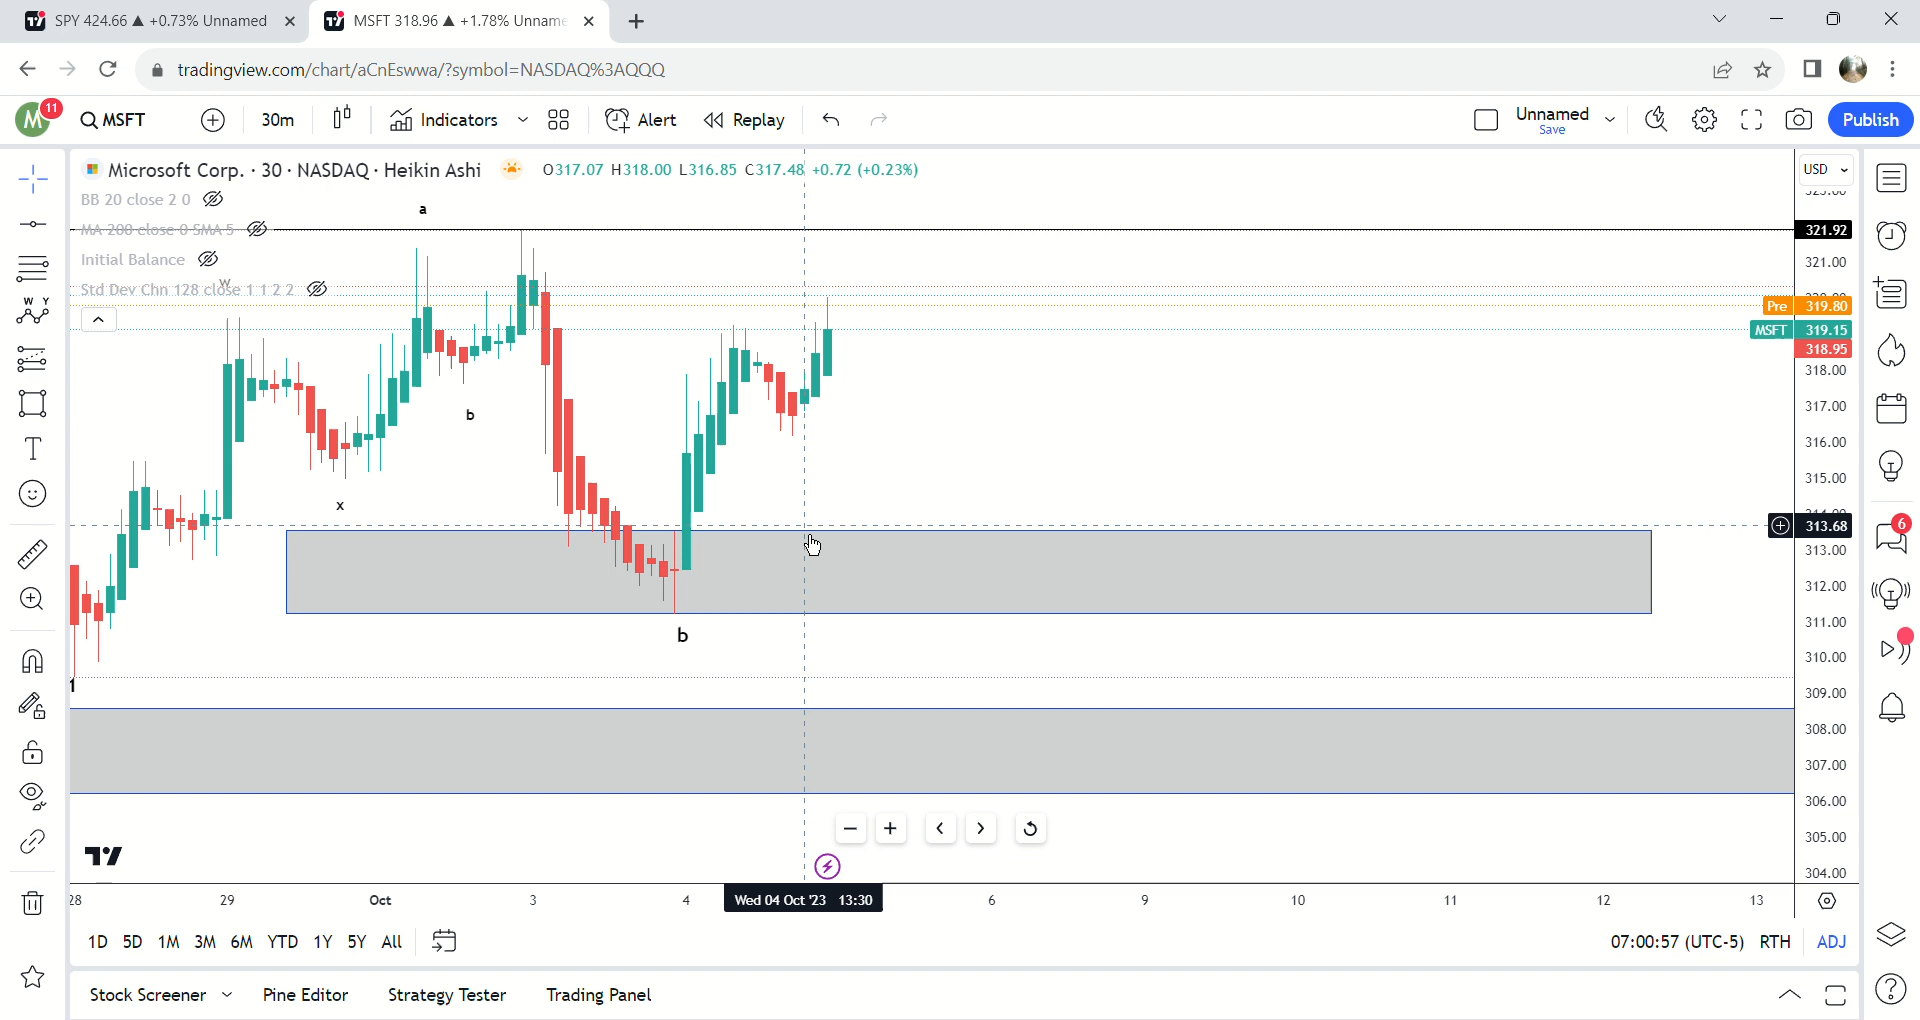 SPY 424.66 ▲ +0.73% Unnamed
MSFT 318.96 ▲ +1.78% Unname
tradingview.com/chart/aCnEswwa/?symbol=NASDAQ%3AQQQ
M
11
MSFT
30m
Indicators
Alert
Replay
Unnamed
Save
Publish
Microsoft Corp. · 30 · NASDAQ · Heikin Ashi
O317.07 H318.00 L316.85 C317.48 +0.72 (+0.23%)
USD
BB 20 close 2 0
MA 200 close 0 SMA 5
Initial Balance
Std Dev Chn 128 close 1 1 2 2
w
a
b
x
b
1
W Y
321.92
321.00
Pre 319.80
MSFT 319.15
318.95
318.00
317.00
316.00
315.00
313.68
313.00
312.00
311.00
310.00
309.00
308.00
307.00
306.00
305.00
304.00
6
28
29
Oct
3
4
Wed 04 Oct '23 13:30
6
9
10
11
12
13
1D 5D 1M 3M 6M YTD 1Y 5Y All
07:00:57 (UTC-5) RTH ADJ
Stock Screener
Pine Editor
Strategy Tester
Trading Panel